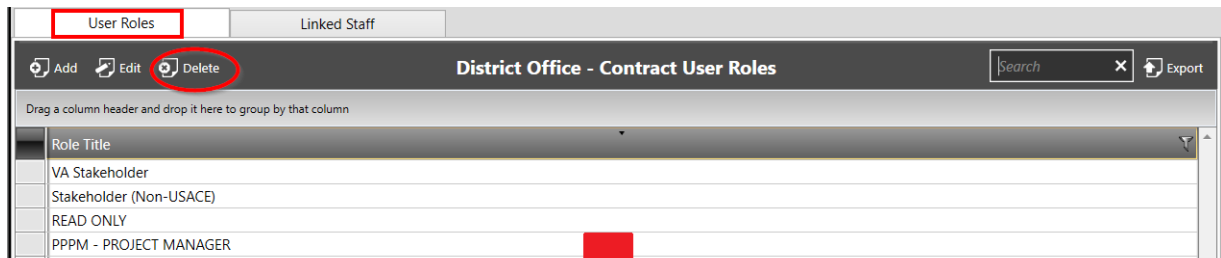 User Roles Linked Staff
Add Edit Delete District Office - Contract User Roles Search Export
Drag a column header and drop it here to group by that column
Role Title
VA Stakeholder
Stakeholder (Non-USACE)
READ ONLY
PPPM - PROJECT MANAGER